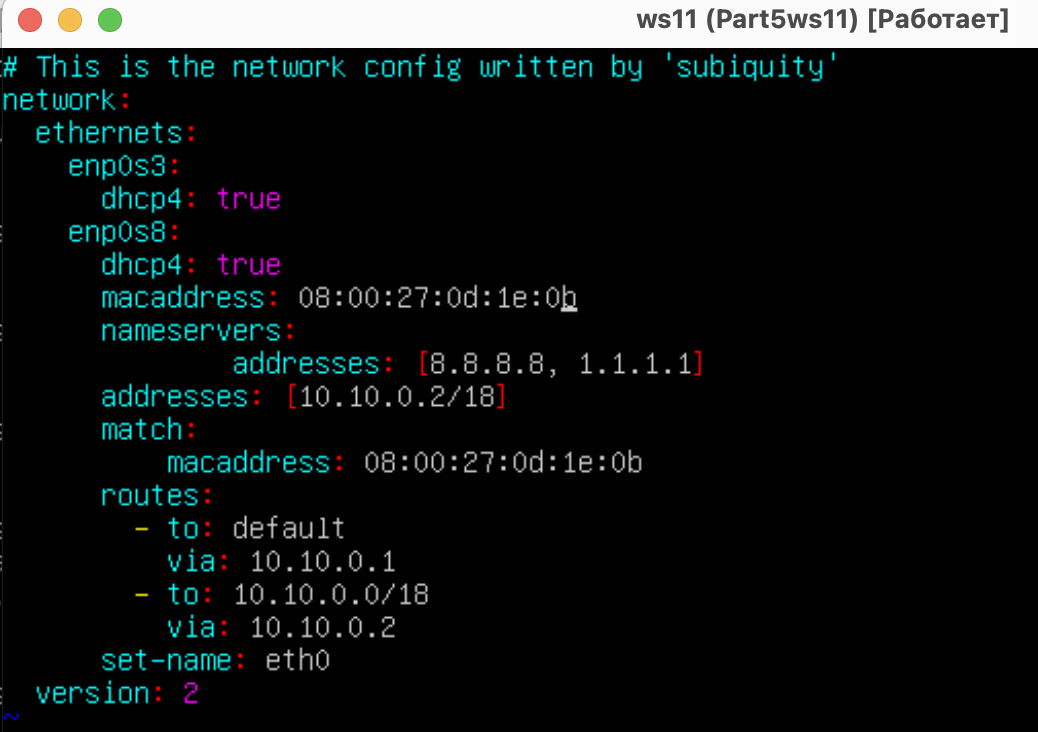 ws11 (Part5ws11) [Работает]
# This is the network config written by 'subiquity'
network:
  ethernets:
    enp0s3:
      dhcp4: true
    enp0s8:
      dhcp4: true
      macaddress: 08:00:27:0d:1e:0b
      nameservers:
              addresses: [8.8.8.8, 1.1.1.1]
      addresses: [10.10.0.2/18]
      match:
          macaddress: 08:00:27:0d:1e:0b
      routes:
        - to: default
          via: 10.10.0.1
        - to: 10.10.0.0/18
          via: 10.10.0.2
      set-name: eth0
  version: 2
~